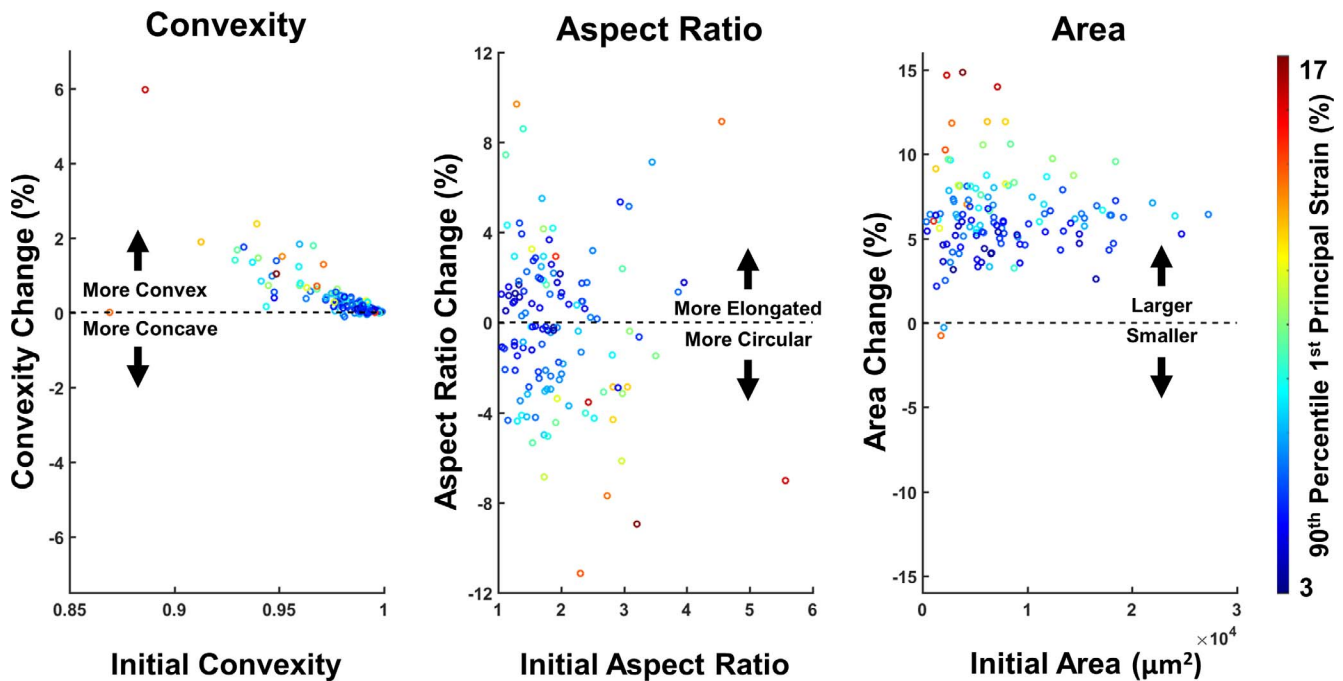 Convexity
Convexity Change (%)
6
4
2
0
-2
-4
-6
More Convex
More Concave
0.85
0.9
0.95
1
Initial Convexity
Aspect Ratio
Aspect Ratio Change (%)
12
8
4
0
-4
-8
-12
More Elongated
More Circular
1
2
3
4
5
6
Initial Aspect Ratio
Area
Area Change (%)
15
10
5
0
-5
-10
-15
Larger
Smaller
0
1
2
3
×10⁴
Initial Area (μm²)
17
3
90th Percentile 1st Principal Strain (%)